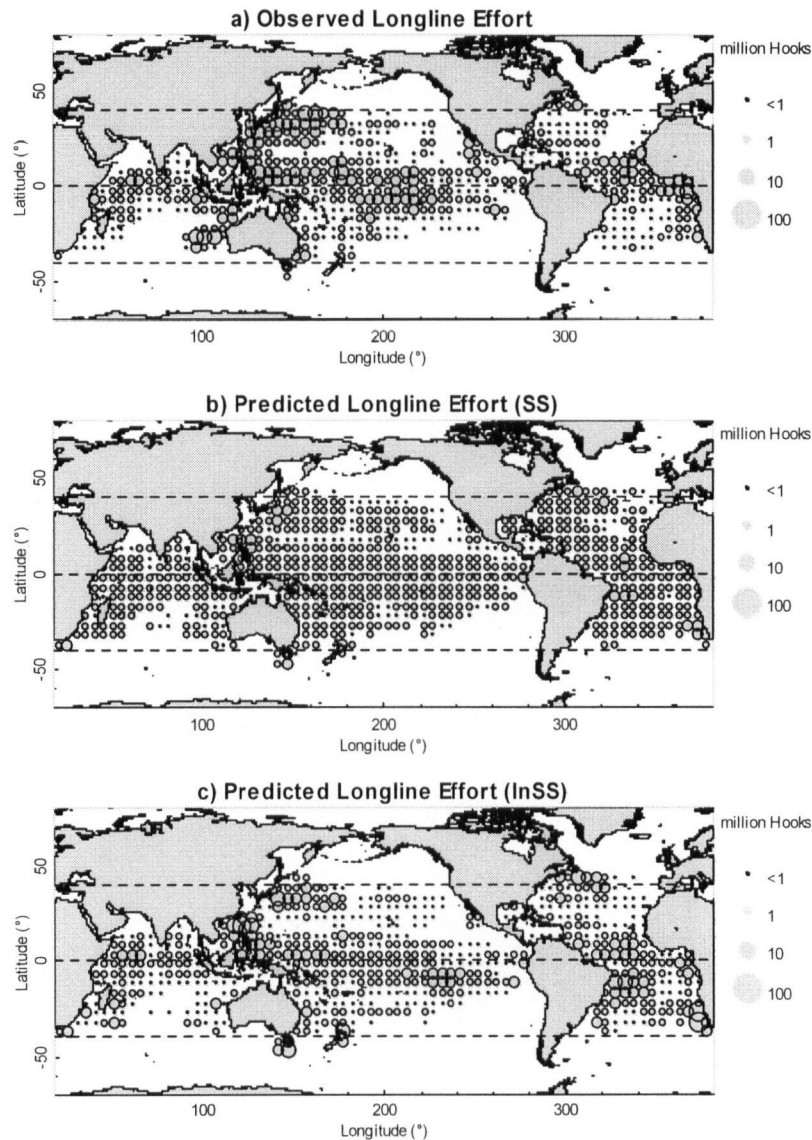 a) Observed Longline Effort
million Hooks
<1
1
10
100
50
0
-50
Latitude (°)
100 200 300
Longitude (°)
b) Predicted Longline Effort (SS)
million Hooks
<1
1
10
100
50
0
-50
Latitude (°)
100 200 300
Longitude (°)
c) Predicted Longline Effort (lnSS)
million Hooks
<1
1
10
100
50
0
-50
Latitude (°)
100 200 300
Longitude (°)